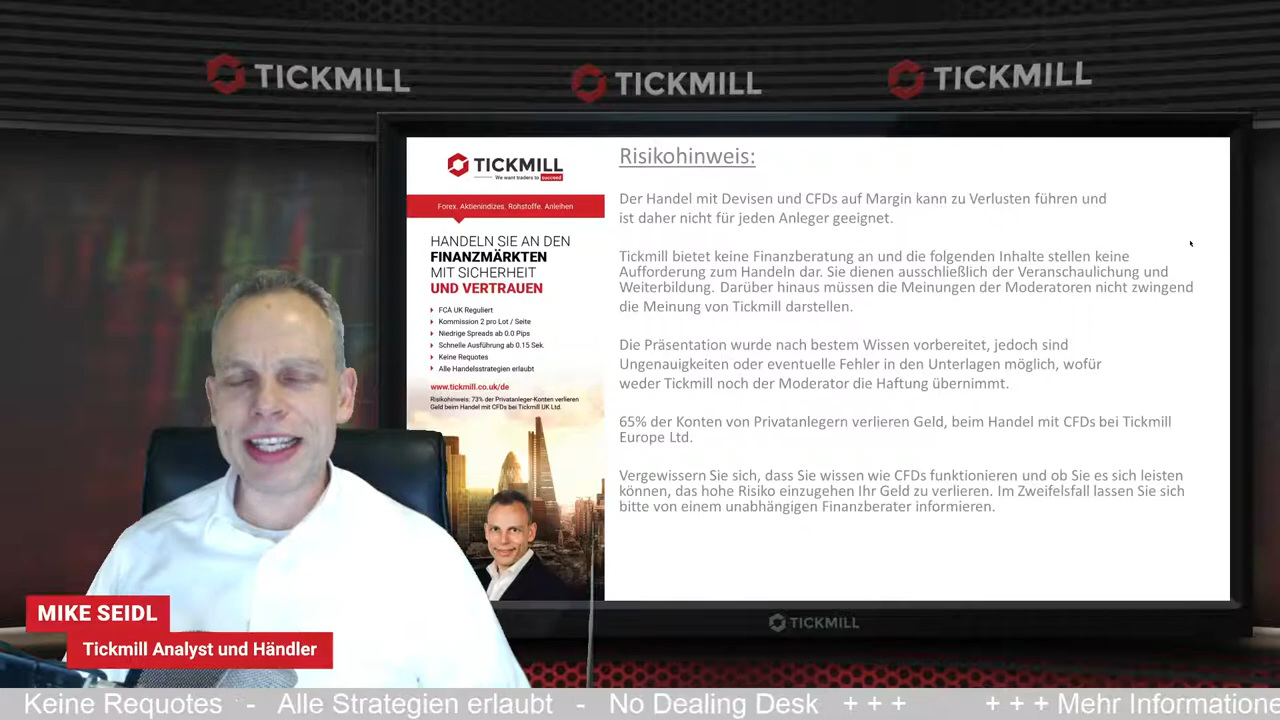 TICKMILL
TICKMILL
TICKMILL
TICKMILL
We want traders to succeed
Forex. Aktienindizes. Rohstoffe. Anleihen
HANDELN SIE AN DEN
FINANZMÄRKTEN
MIT SICHERHEIT
UND VERTRAUEN
FCA UK Reguliert
Kommission 2 pro Lot / Seite
Niedrige Spreads ab 0.0 Pips
Schnelle Ausführung ab 0.15 Sek.
Keine Requotes
Alle Handelsstrategien erlaubt
www.tickmill.co.uk/de
Risikohinweis: 73% der Privatanleger-Konten verlieren
Geld beim Handel mit CFDs bei Tickmill UK Ltd.
Risikohinweis:
Der Handel mit Devisen und CFDs auf Margin kann zu Verlusten führen und
ist daher nicht für jeden Anleger geeignet.
Tickmill bietet keine Finanzberatung an und die folgenden Inhalte stellen keine
Aufforderung zum Handeln dar. Sie dienen ausschließlich der Veranschaulichung und
Weiterbildung. Darüber hinaus müssen die Meinungen der Moderatoren nicht zwingend
die Meinung von Tickmill darstellen.
Die Präsentation wurde nach bestem Wissen vorbereitet, jedoch sind
Ungenauigkeiten oder eventuelle Fehler in den Unterlagen möglich, wofür
weder Tickmill noch der Moderator die Haftung übernimmt.
65% der Konten von Privatanlegern verlieren Geld, beim Handel mit CFDs bei Tickmill
Europe Ltd.
Vergewissern Sie sich, dass Sie wissen wie CFDs funktionieren und ob Sie es sich leisten
können, das hohe Risiko einzugehen Ihr Geld zu verlieren. Im Zweifelsfall lassen Sie sich
bitte von einem unabhängigen Finanzberater informieren.
TICKMILL
MIKE SEIDL
Tickmill Analyst und Händler
Keine Requotes - Alle Strategien erlaubt - No Dealing Desk + + + + + + Mehr Informatione